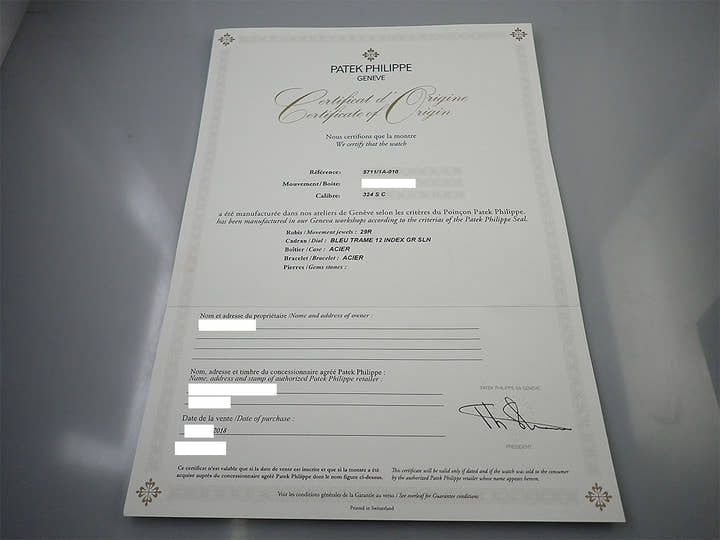 PATEK PHILIPPE
GENEVE
Certificat d'Origine
Certificate of Origin
Nous certifions que la montre
We certify that the watch
Référence: 5711/1A-010
Mouvement/Boite:
Calibre: 324 S C
a été manufacturée dans nos ateliers de Genève selon les critères du Poinçon Patek Philippe.
has been manufactured in our Geneva workshops according to the criterias of the Patek Philippe Seal.
Rubis /Movement jewels : 29R
Cadran /Dial : BLEU TRAME 12 INDEX GR SLN
Boîtier /Case : ACIER
Bracelet /Bracelet : ACIER
Pierres /Gems stones :
Nom et adresse du propriétaire /Name and address of owner :
Nom, adresse et timbre du concessionnaire agréé Patek Philippe :
Name, address and stamp of authorized Patek Philippe retailer :
PATEK PHILIPPE SA GENEVE
Date de la vente /Date of purchase :
2018
PRESIDENT
Ce certificat n'est valable que si la date de vente est inscrite et que si la montre a été
acquise auprès du concessionnaire agréé Patek Philippe dont le nom figure ci-dessus.
This certificate will be valid only if dated and if the watch was sold to the consumer
by the authorized Patek Philippe retailer whose name appears hereon.
Voir les conditions générales de la Garantie au verso / See overleaf for Guarantee conditions
Printed in Switzerland